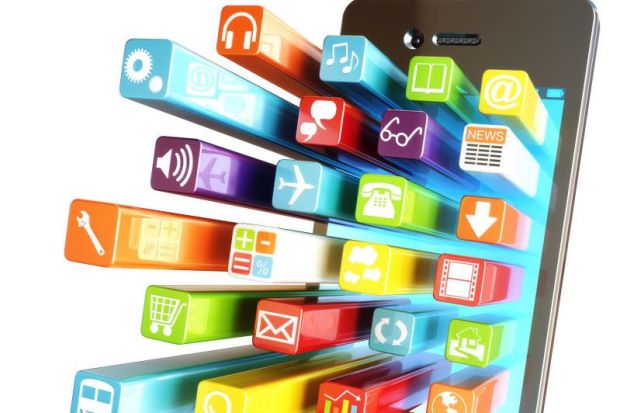 @
NEWS
+ -
= %